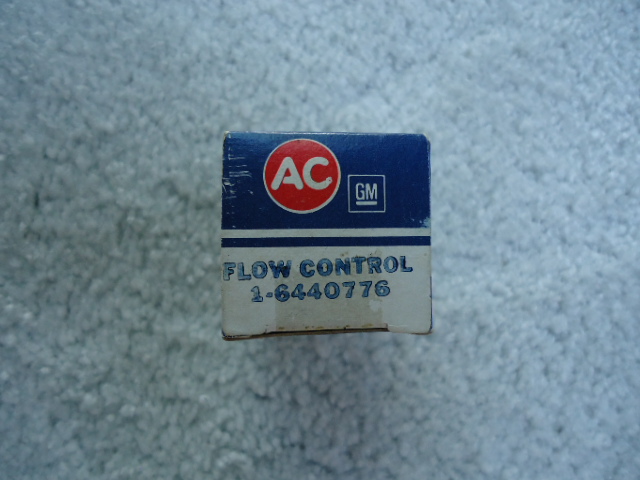 AC
GM
FLOW CONTROL
1-6440776